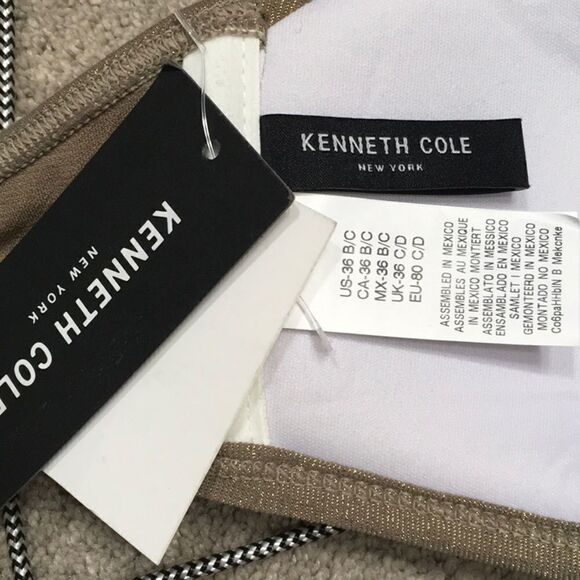 KENNETH COLE
NEW YORK
KENNETH COLE
NEW YORK
US-36 B/C
CA-36 B/C
MX-36 B/C
UK-36 C/D
EU-80 C/D
ASSEMBLED IN MEXICO
ASSEMBLES AU MEXIQUE
IN MEXICO MONTIERT
ASSEMBLATO IN MESSICO
ENSAMBLADO EN MEXICO
SAMLET I MEXICO
GEMONTEERD IN MEXICO
MONTADO NO MEXICO
СобраННЫN В Мексике